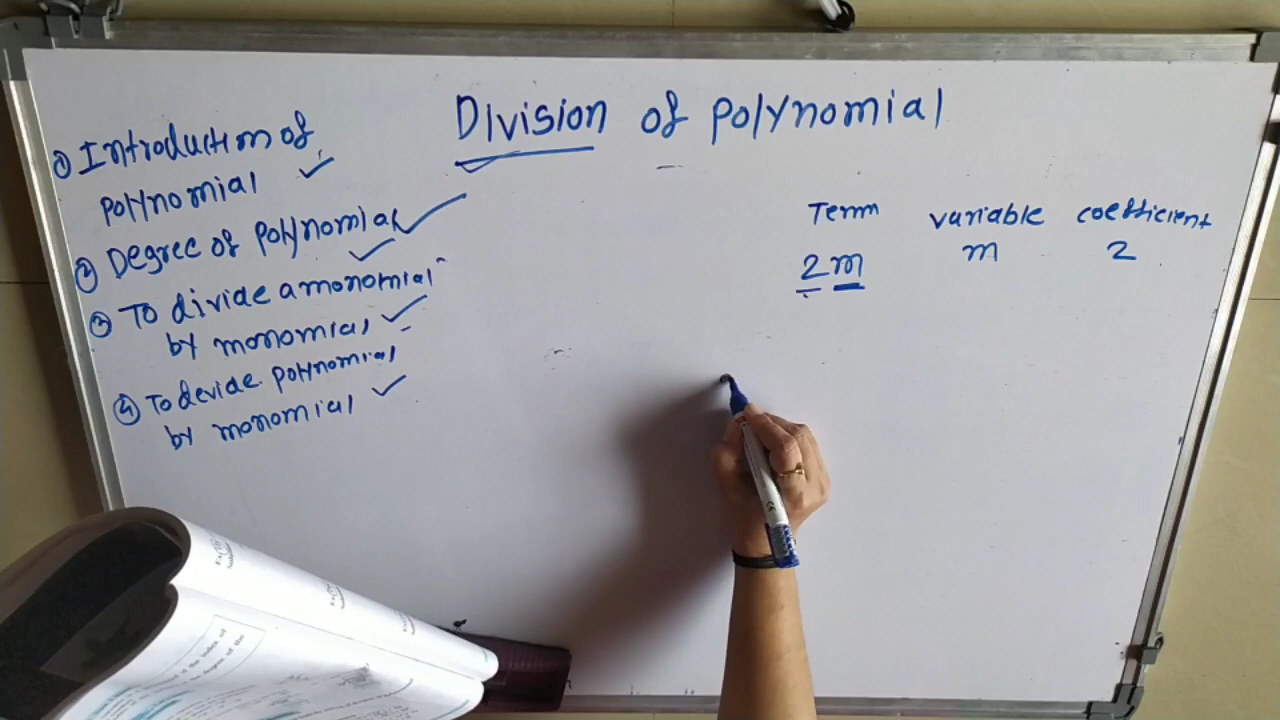 Division of polynomial
① Introduction of
polynomial ✓
② Degree of polynomial ✓
③ To divide a monomial ✓
by monomial ✓
④ To devide polynomial
by monomial ✓
Term variable coefficient
2m m 2